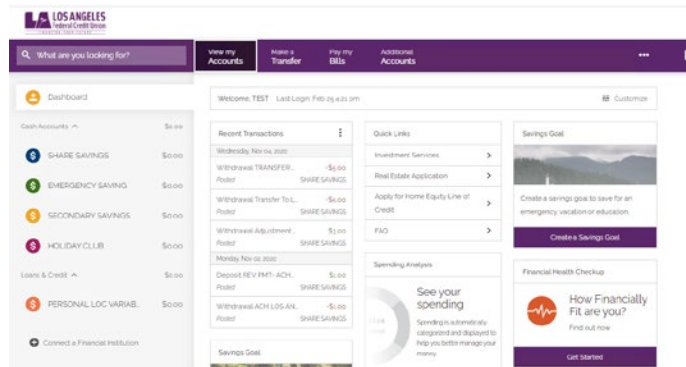 LOS ANGELES
Federal Credit Union
What are you looking for?
View my
Accounts
Make a
Transfer
Pay my
Bills
Additional
Accounts
Dashboard
Cash Accounts
$0.00
SHARE SAVINGS
$0.00
EMERGENCY SAVING
$0.00
SECONDARY SAVINGS
$0.00
HOLIDAY CLUB
$0.00
Loans & Credit
$0.00
PERSONAL LOC VARIAB..
$0.00
Connect a Financial Institution
Welcome, TEST Last Login: Feb 25 4:21 pm
Customize
Recent Transactions
Wednesday, Nov 04, 2020
Withdrawal TRANSFER...
-$5.00
Posted
SHARE SAVINGS
Withdrawal Transfer To L...
Posted
SHARE SAVINGS
Withdrawal Adjustment...
Posted
SHARE SAVINGS
Monday, Nov 02, 2020
Deposit REV PMT- ACH...
Posted
SHARE SAVINGS
Withdrawal ACH LOS AN...
Posted
SHARE SAVINGS
Savings Goal
Quick Links
Investment Services
Real Estate Application
Apply for Home Equity Line of
Credit
FAQ
Spending Analysis
See your
spending
Spending is automatically
categorized and displayed to
help you better manage your
money.
Savings Goal
Create a savings goal to save for an
emergency, vacation or education.
Create a Savings Goal
Financial Health Checkup
How Financially
Fit are you?
Find out now
Get Started